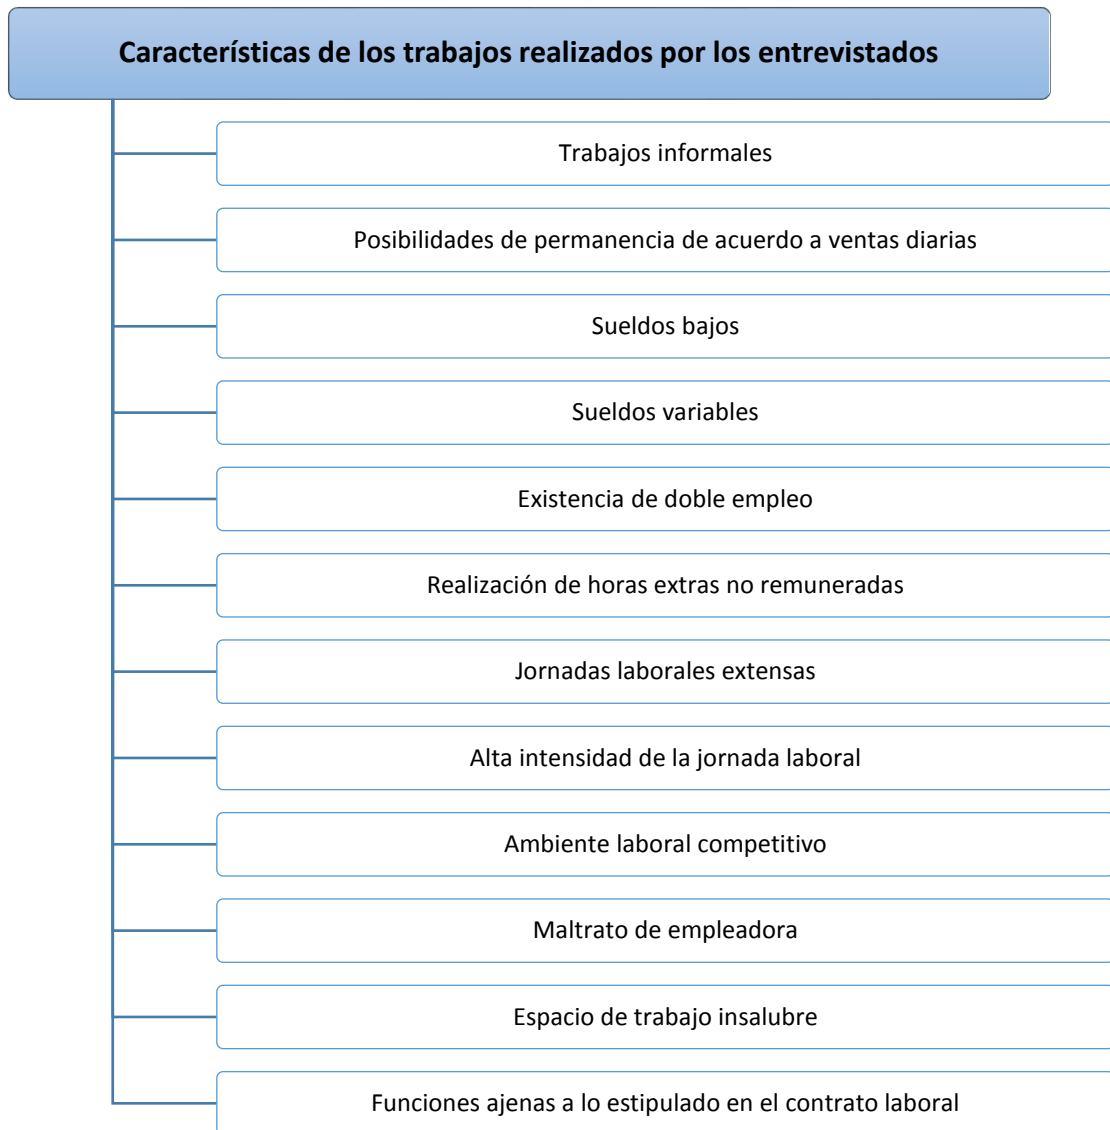 Características de los trabajos realizados por los entrevistados
Trabajos informales
Posibilidades de permanencia de acuerdo a ventas diarias
Sueldos bajos
Sueldos variables
Existencia de doble empleo
Realización de horas extras no remuneradas
Jornadas laborales extensas
Alta intensidad de la jornada laboral
Ambiente laboral competitivo
Maltrato de empleadora
Espacio de trabajo insalubre
Funciones ajenas a lo estipulado en el contrato laboral